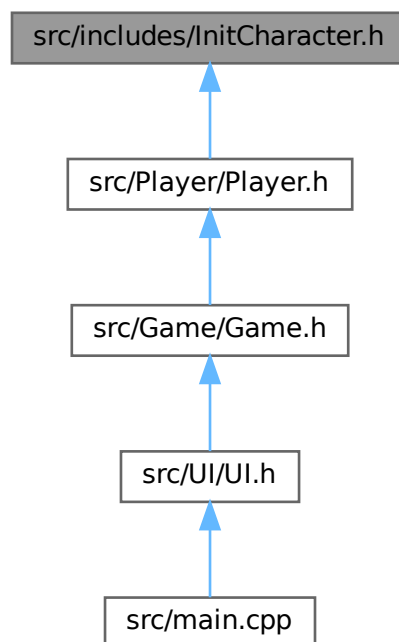 src/includes/InitCharacter.h
src/Player/Player.h
src/Game/Game.h
src/UI/UI.h
src/main.cpp